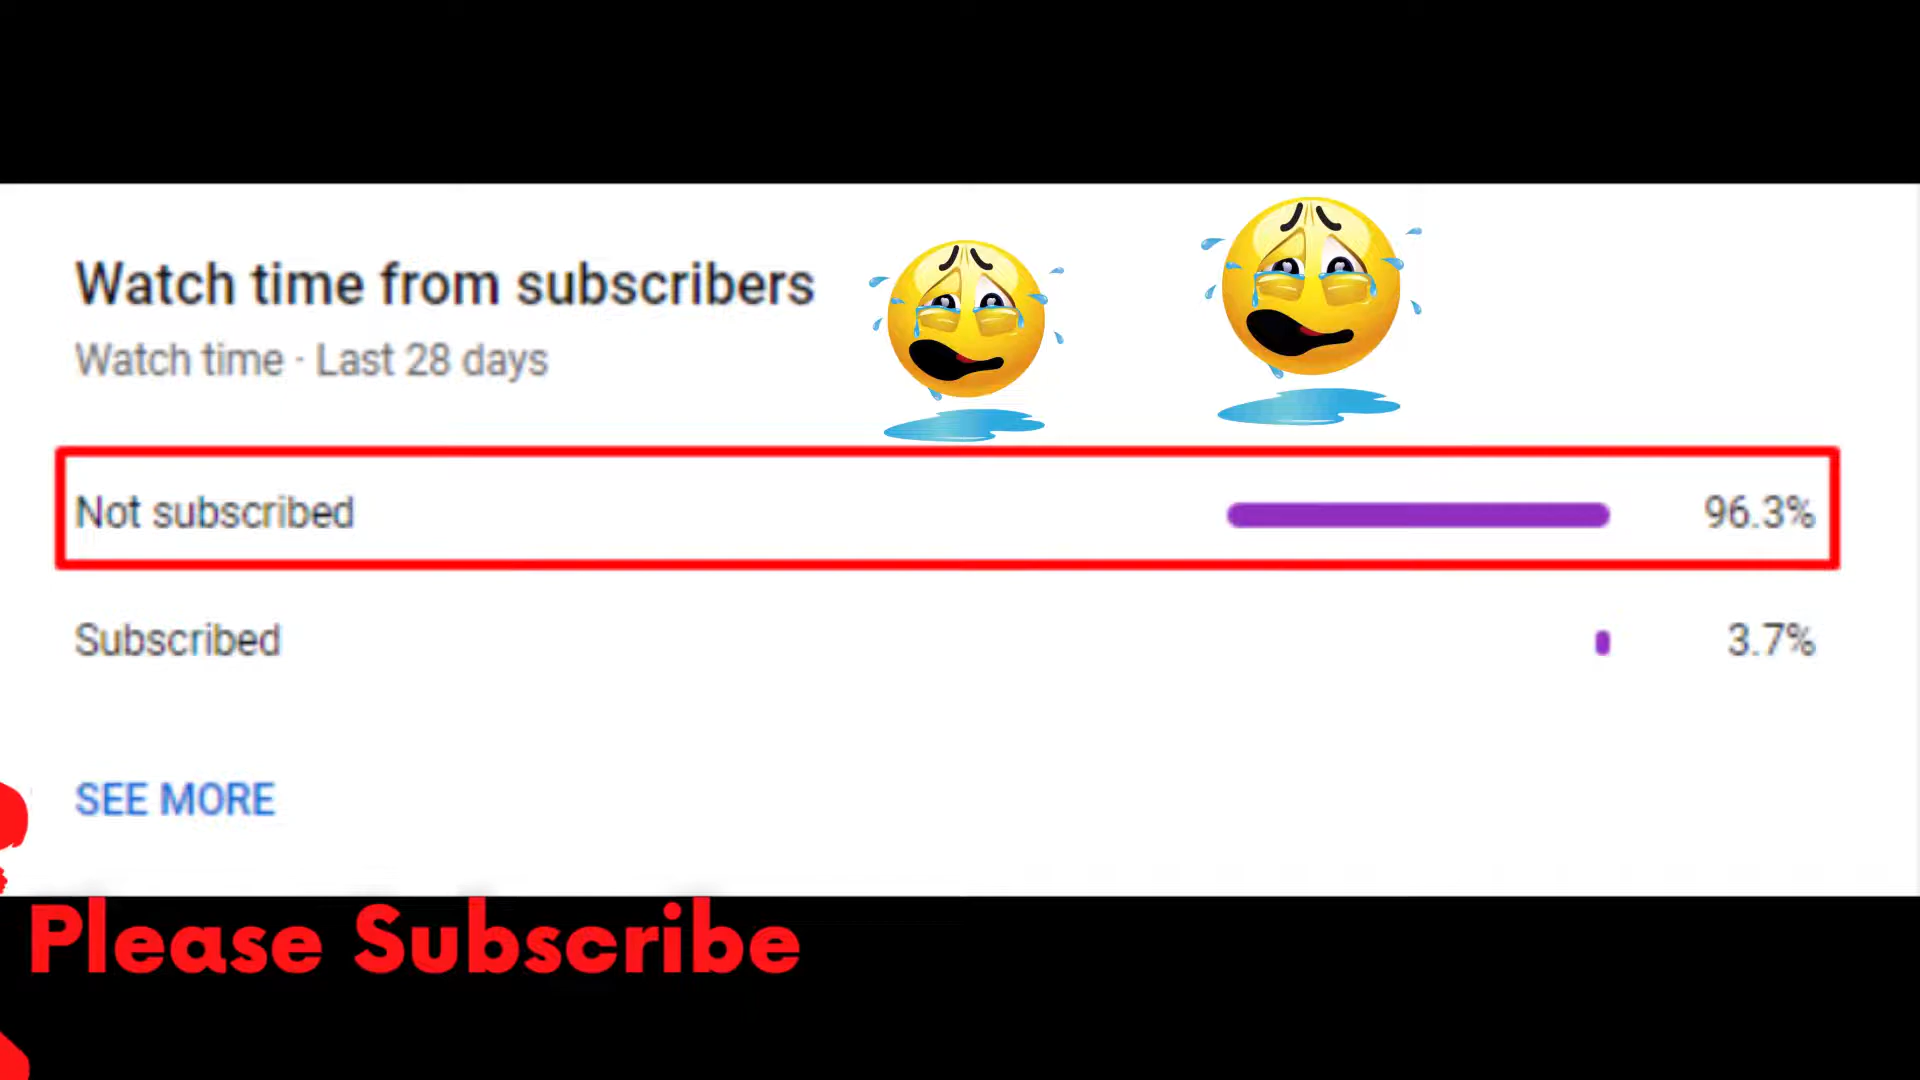 Watch time from subscribers
Watch time · Last 28 days
Not subscribed 96.3%
Subscribed 3.7%
SEE MORE
Please Subscribe